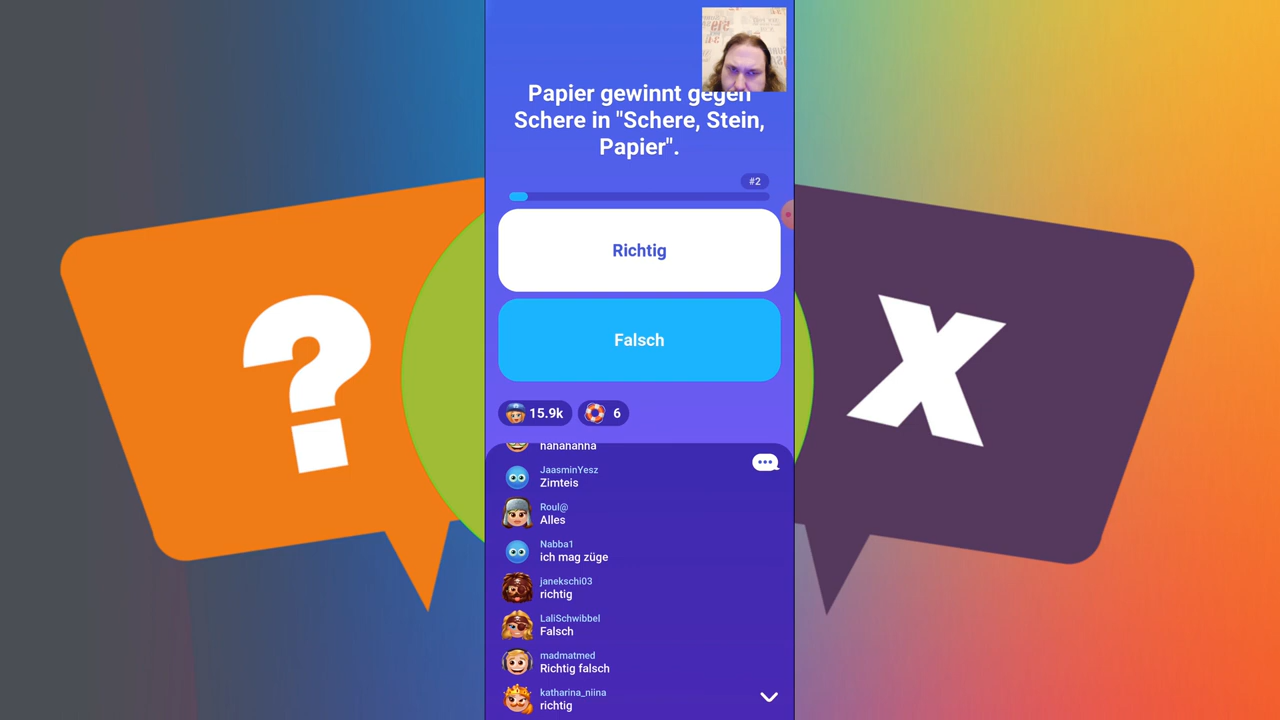 Papier gewinnt gegen
Schere in "Schere, Stein,
Papier".
#2
Richtig
Falsch
15.9k
6
hahahahha
JaasminYesz
Zimteis
Roul@
Alles
Nabba1
ich mag züge
janekschi03
richtig
LaliSchwibbel
Falsch
madmatmed
Richtig falsch
katharina_niina
richtig
?
X